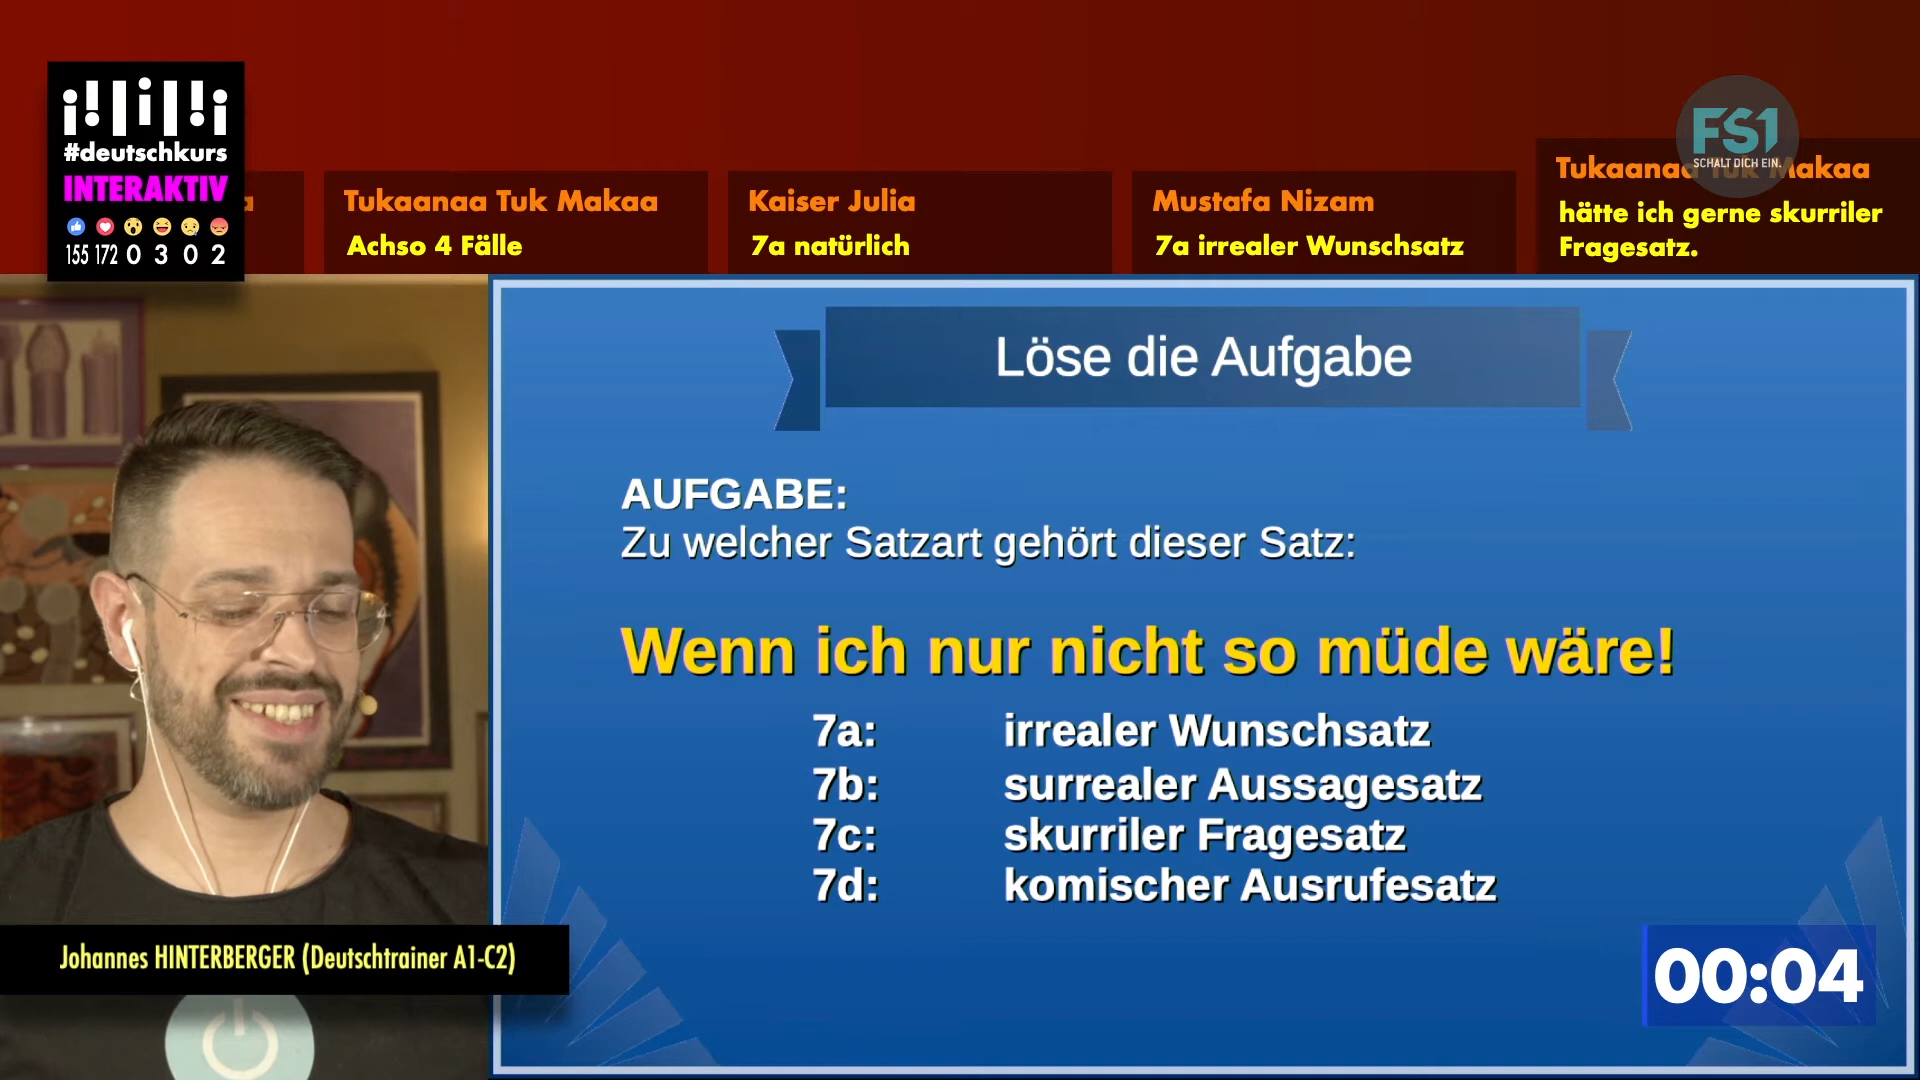 #deutschkurs
INTERAKTIV
155 172 0 3 0 2
a
Tukaanaa Tuk Makaa
Achso 4 Fälle
Kaiser Julia
7a natürlich
Mustafa Nizam
7a irrealer Wunschsatz
FS1
SCHALT DICH EIN.
Tukaanaa Tuk Makaa
hätte ich gerne skurriler
Fragesatz.
Löse die Aufgabe
AUFGABE:
Zu welcher Satzart gehört dieser Satz:
Wenn ich nur nicht so müde wäre!
7a: irrealer Wunschsatz
7b: surrealer Aussagesatz
7c: skurriler Fragesatz
7d: komischer Ausrufesatz
Johannes HINTERBERGER (Deutschtrainer A1-C2)
00:04